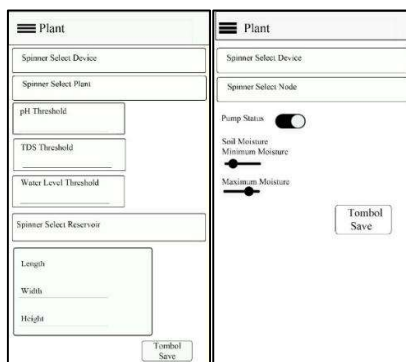 Plant
Spinner Select Device
Spinner Select Plant
pH Threshold
TDS Threshold
Water Level Threshold
Spinner Select Reservoir
Length
Width
Height
Tombol
Save
Plant
Spinner Select Device
Spinner Select Node
Pump Status
Soil Moisture
Minimum Moisture
Maximum Moisture
Tombol
Save